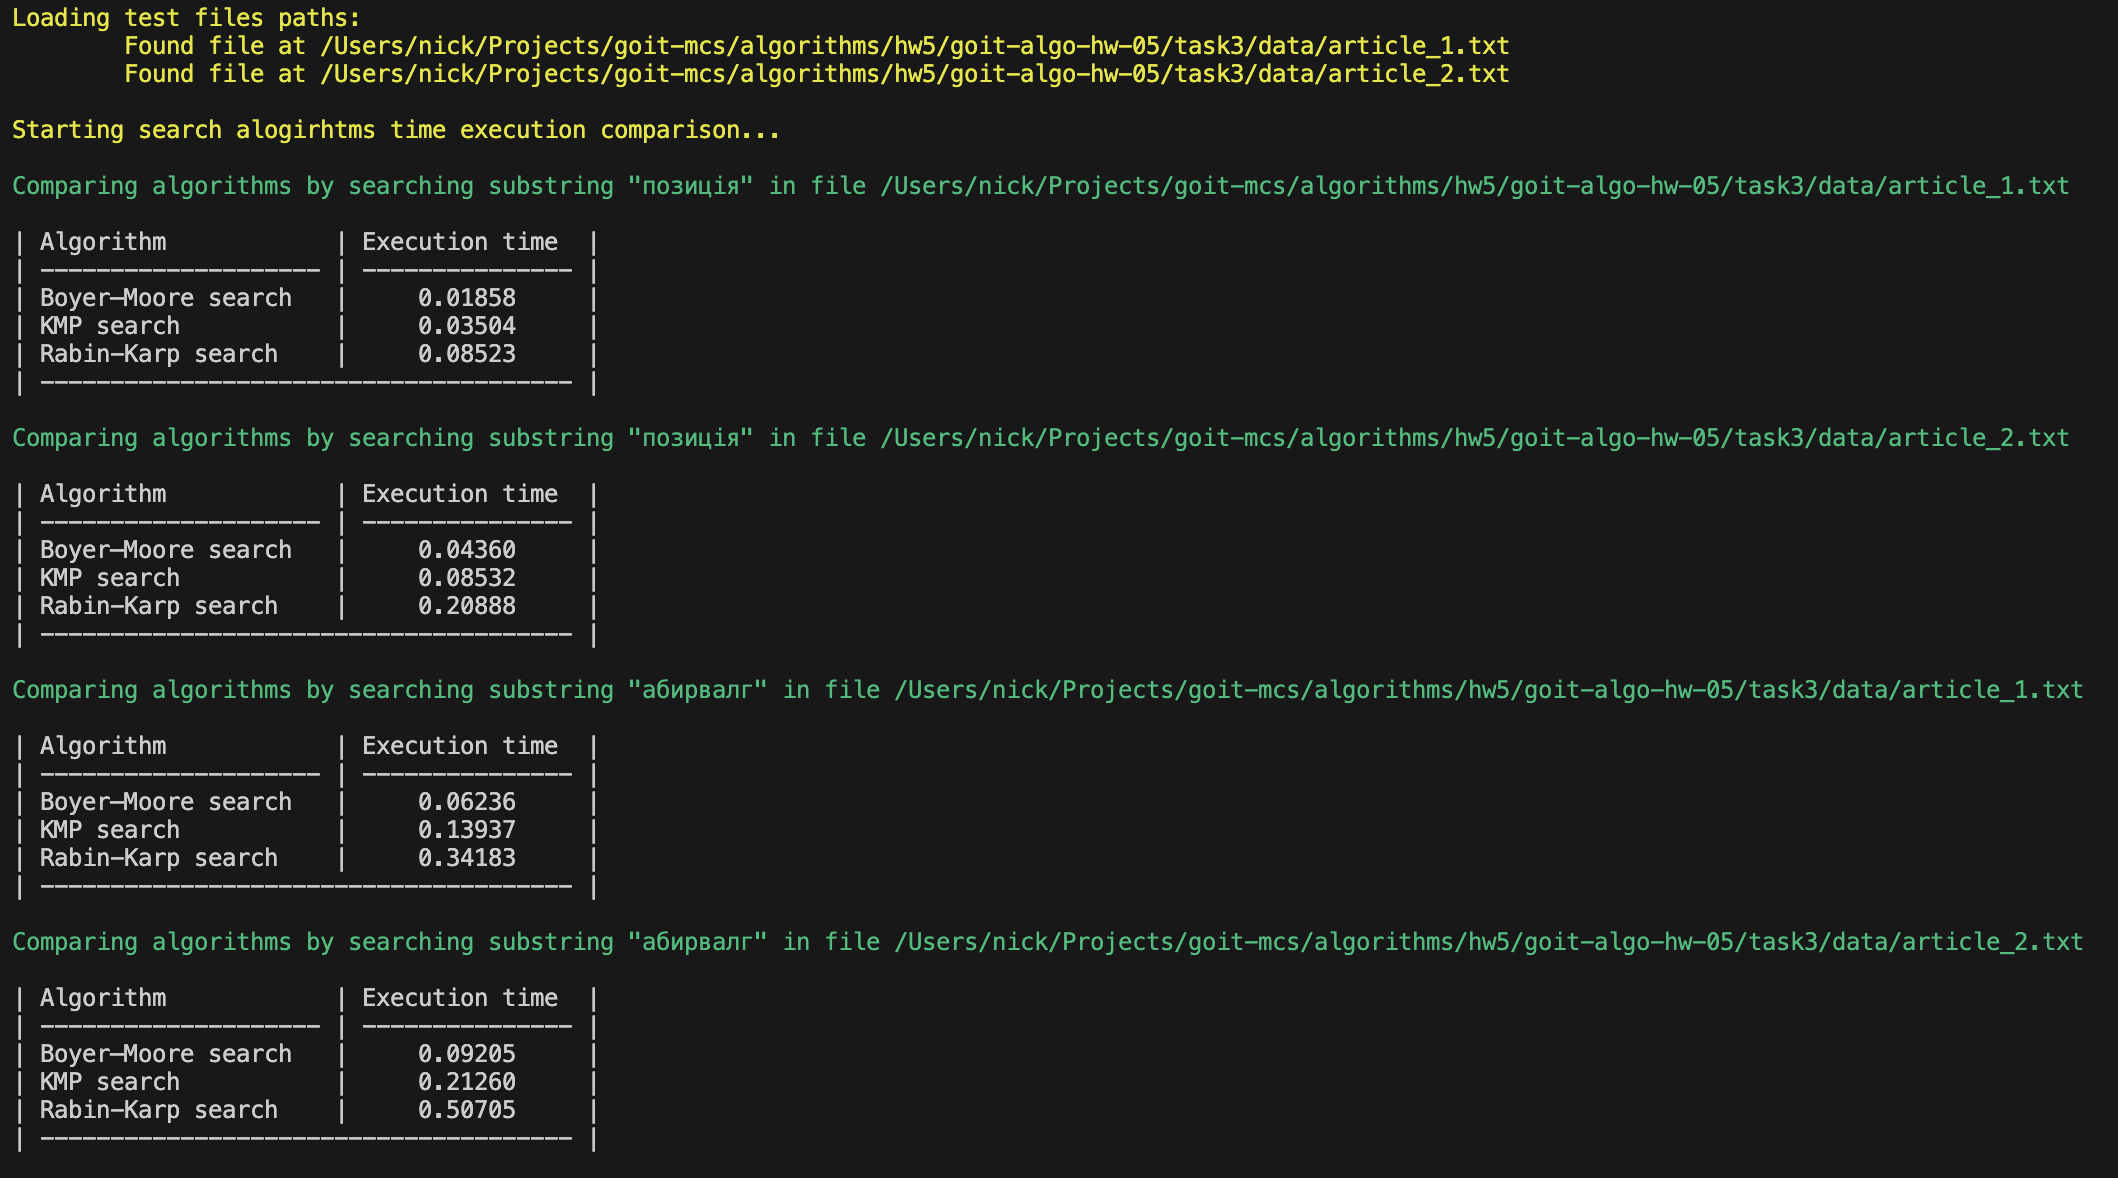 Loading test files paths:
Found file at /Users/nick/Projects/goit-mcs/algorithms/hw5/goit-algo-hw-05/task3/data/article_1.txt
Found file at /Users/nick/Projects/goit-mcs/algorithms/hw5/goit-algo-hw-05/task3/data/article_2.txt
Starting search alogirhtms time execution comparison...
Comparing algorithms by searching substring "позиція" in file /Users/nick/Projects/goit-mcs/algorithms/hw5/goit-algo-hw-05/task3/data/article_1.txt
| Algorithm | Execution time |
| -------------------- | --------------- |
| Boyer–Moore search | 0.01858 |
| KMP search | 0.03504 |
| Rabin-Karp search | 0.08523 |
| -------------------------------------- |
Comparing algorithms by searching substring "позиція" in file /Users/nick/Projects/goit-mcs/algorithms/hw5/goit-algo-hw-05/task3/data/article_2.txt
| Algorithm | Execution time |
| -------------------- | --------------- |
| Boyer–Moore search | 0.04360 |
| KMP search | 0.08532 |
| Rabin-Karp search | 0.20888 |
| -------------------------------------- |
Comparing algorithms by searching substring "абирвалг" in file /Users/nick/Projects/goit-mcs/algorithms/hw5/goit-algo-hw-05/task3/data/article_1.txt
| Algorithm | Execution time |
| -------------------- | --------------- |
| Boyer–Moore search | 0.06236 |
| KMP search | 0.13937 |
| Rabin-Karp search | 0.34183 |
| -------------------------------------- |
Comparing algorithms by searching substring "абирвалг" in file /Users/nick/Projects/goit-mcs/algorithms/hw5/goit-algo-hw-05/task3/data/article_2.txt
| Algorithm | Execution time |
| -------------------- | --------------- |
| Boyer–Moore search | 0.09205 |
| KMP search | 0.21260 |
| Rabin-Karp search | 0.50705 |
| -------------------------------------- |